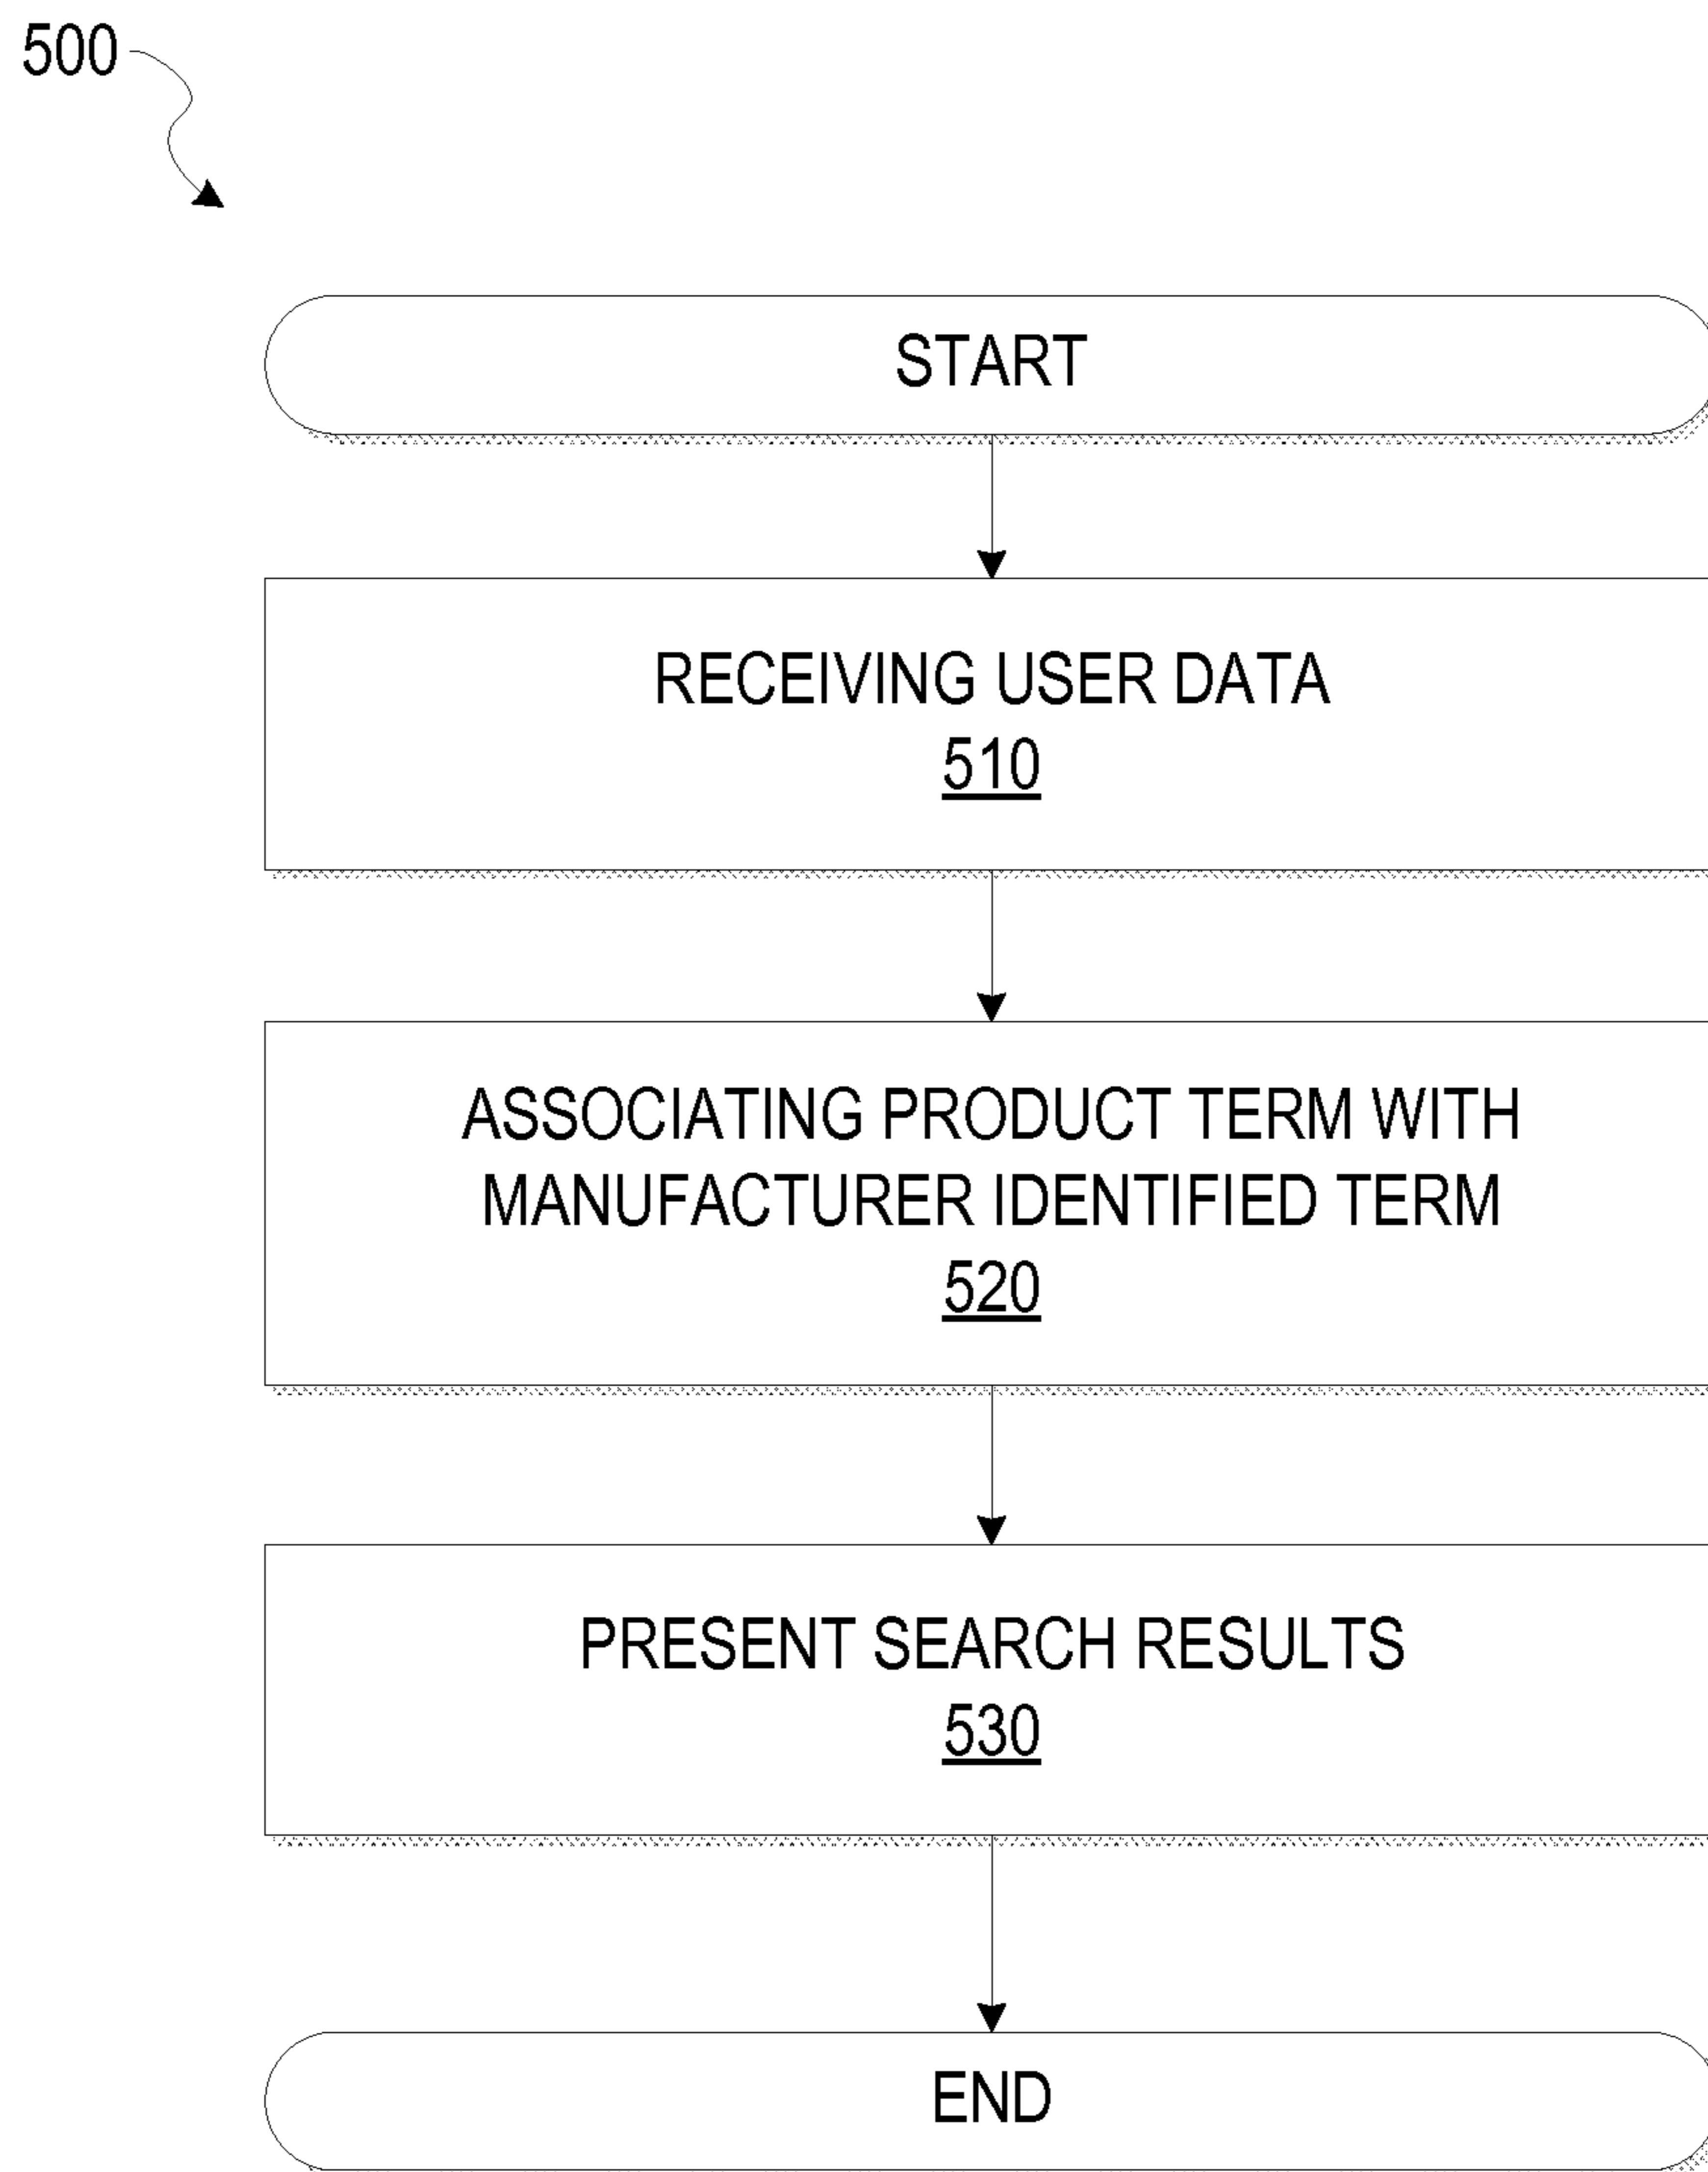 500
START
RECEIVING USER DATA
510
ASSOCIATING PRODUCT TERM WITH
MANUFACTURER IDENTIFIED TERM
520
PRESENT SEARCH RESULTS
530
END